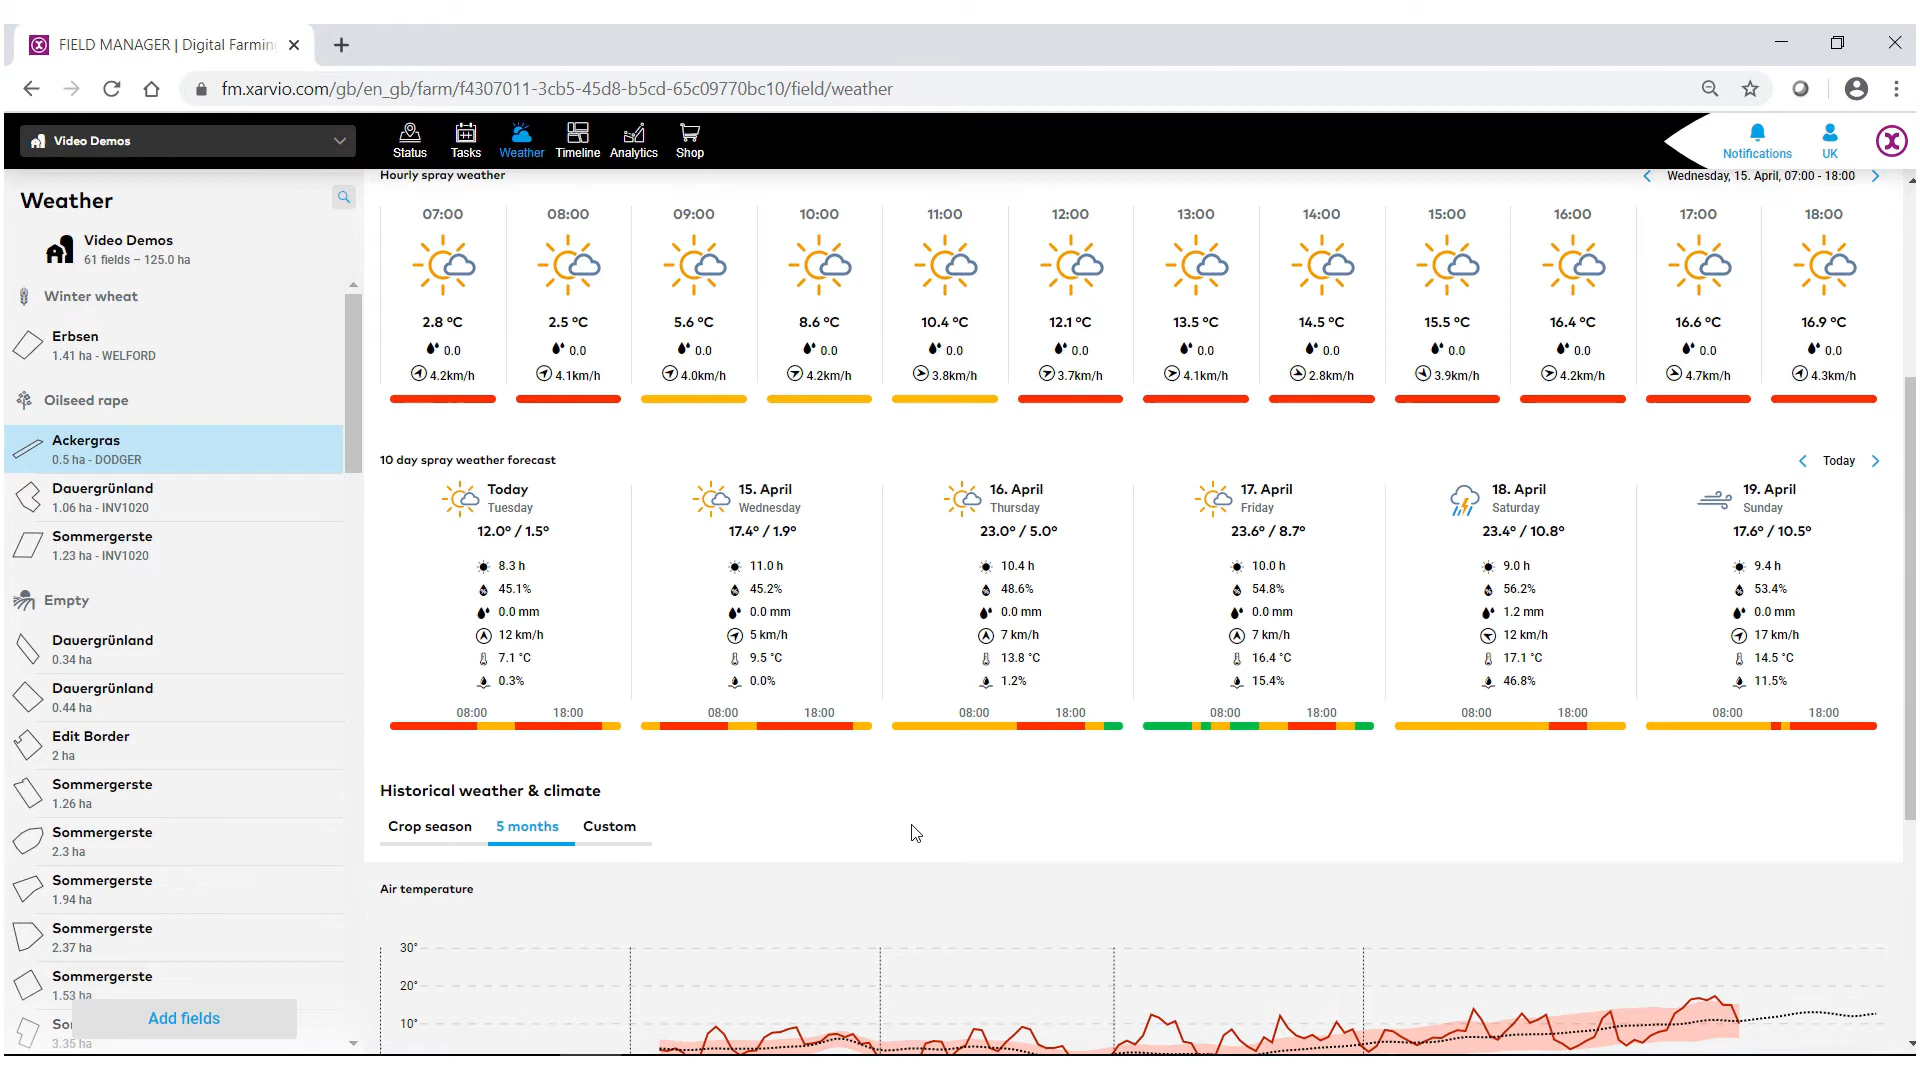 FIELD MANAGER | Digital Farmin
fm.xarvio.com/gb/en_gb/farm/f4307011-3cb5-45d8-b5cd-65c09770bc10/field/weather
Video Demos
Status Tasks Weather Timeline Analytics Shop
Notifications UK
Weather
Video Demos
61 fields – 125.0 ha
Winter wheat
Erbsen
1.41 ha - WELFORD
Oilseed rape
Ackergras
0.5 ha - DODGER
Dauergrünland
1.06 ha - INV1020
Sommergerste
1.23 ha - INV1020
Empty
Dauergrünland
0.34 ha
Dauergrünland
0.44 ha
Edit Border
2 ha
Sommergerste
1.26 ha
Sommergerste
2.3 ha
Sommergerste
1.94 ha
Sommergerste
2.37 ha
Sommergerste
1.53 ha
So
3.35 ha
Add fields
Hourly spray weather
Wednesday, 15. April, 07:00 - 18:00
07:00 08:00 09:00 10:00 11:00 12:00 13:00 14:00 15:00 16:00 17:00 18:00
2.8 °C 2.5 °C 5.6 °C 8.6 °C 10.4 °C 12.1 °C 13.5 °C 14.5 °C 15.5 °C 16.4 °C 16.6 °C 16.9 °C
0.0 0.0 0.0 0.0 0.0 0.0 0.0 0.0 0.0 0.0 0.0 0.0
4.2km/h 4.1km/h 4.0km/h 4.2km/h 3.8km/h 3.7km/h 4.1km/h 2.8km/h 3.9km/h 4.2km/h 4.7km/h 4.3km/h
10 day spray weather forecast
Today
Today 15. April 16. April 17. April 18. April 19. April
Tuesday Wednesday Thursday Friday Saturday Sunday
12.0° / 1.5° 17.4° / 1.9° 23.0° / 5.0° 23.6° / 8.7° 23.4° / 10.8° 17.6° / 10.5°
8.3 h 11.0 h 10.4 h 10.0 h 9.0 h 9.4 h
45.1% 45.2% 48.6% 54.8% 56.2% 53.4%
0.0 mm 0.0 mm 0.0 mm 0.0 mm 1.2 mm 0.0 mm
12 km/h 5 km/h 7 km/h 7 km/h 12 km/h 17 km/h
7.1 °C 9.5 °C 13.8 °C 16.4 °C 17.1 °C 14.5 °C
0.3% 0.0% 1.2% 15.4% 46.8% 11.5%
08:00 18:00 08:00 18:00 08:00 18:00 08:00 18:00 08:00 18:00 08:00 18:00
Historical weather & climate
Crop season 5 months Custom
Air temperature
30°
20°
10°